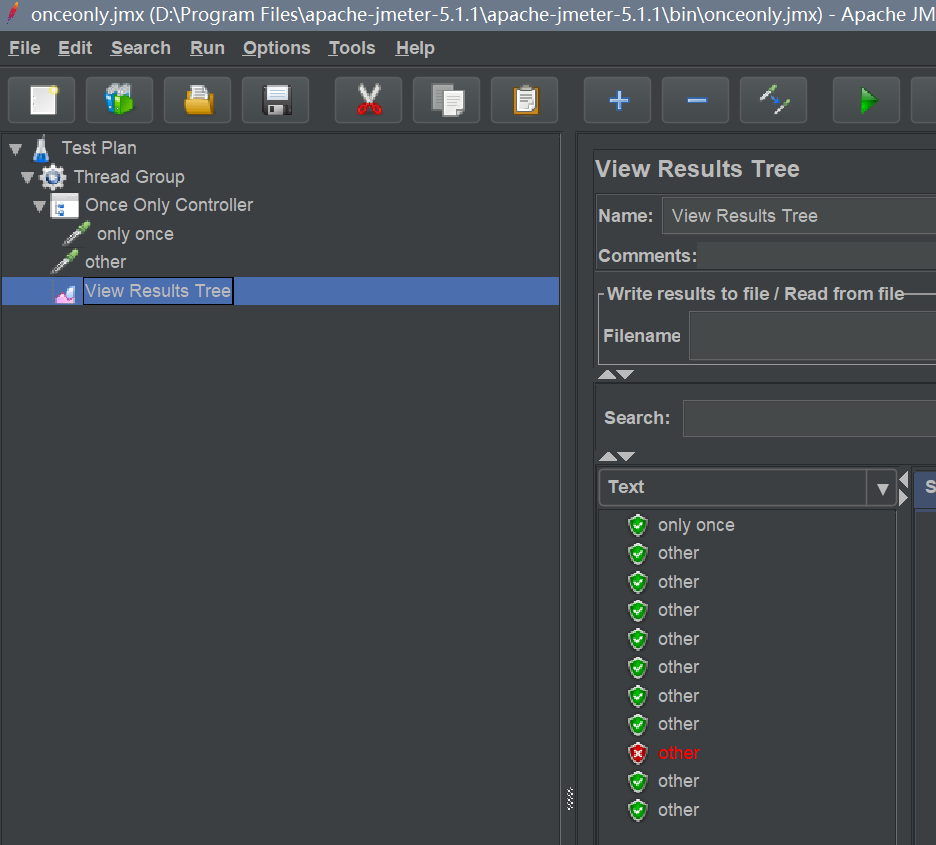 onceonly.jmx (D:\Program Files\apache-jmeter-5.1.1\apache-jmeter-5.1.1\bin\onceonly.jmx) - Apache JM
File Edit Search Run Options Tools Help
Test Plan
Thread Group
Once Only Controller
only once
other
View Results Tree
View Results Tree
Name: View Results Tree
Comments:
Write results to file / Read from file
Filename
Search:
Text
S
only once
other
other
other
other
other
other
other
other
other
other